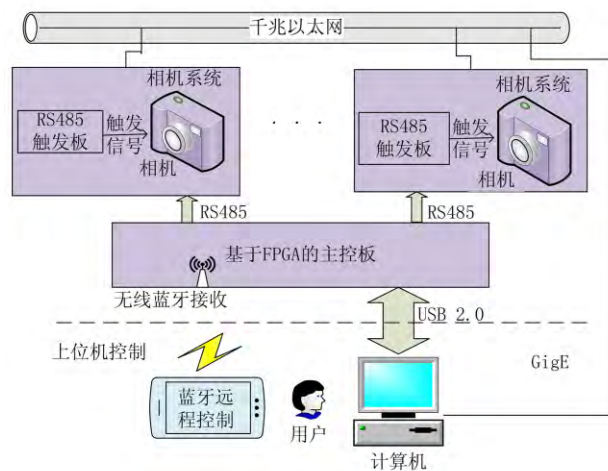 千兆以太网
相机系统
RS485
触发板
触发
信号
相机
· · ·
相机系统
RS485
触发板
触发
信号
相机
RS485
RS485
基于FPGA的主控板
无线蓝牙接收
USB 2.0
上位机控制
GigE
蓝牙远
程控制
用户
计算机